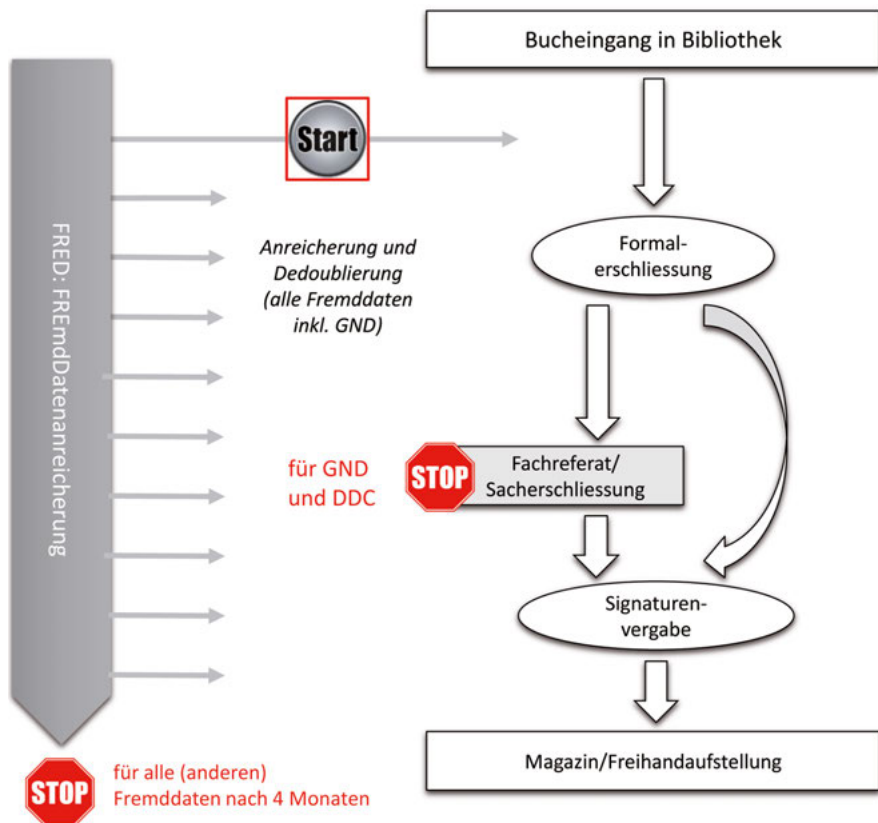 Bucheingang in Bibliothek
Start
FRED: FREmdDatenanreicherung
Formal-
erschliessung
Anreicherung und
Dedoublierung
(alle Fremddaten
inkl. GND)
für GND
und DDC
STOP
Fachreferat/
Sacherschliessung
Signaturen-
vergabe
Magazin/Freihandaufstellung
STOP
für alle (anderen)
Fremddaten nach 4 Monaten